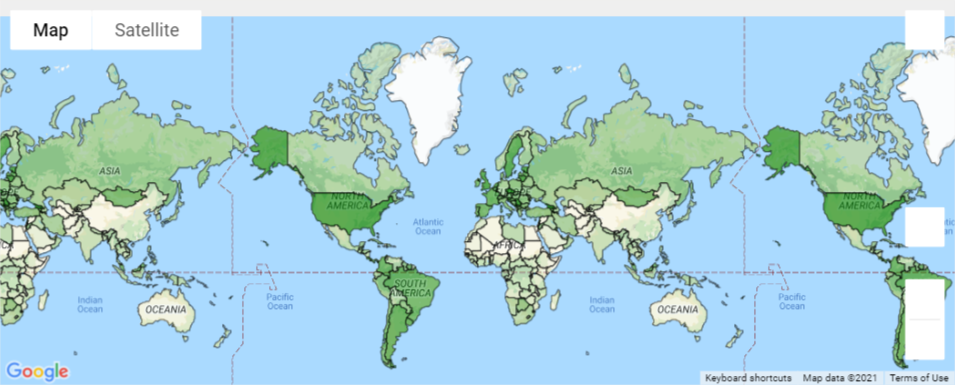 Map
Satellite
ASIA
ASIA
NORTH
AMERICA
NORTH
AMERICA
Atlantic
Ocean
AFRICA
SOUTH
AMERICA
Indian
Ocean
Pacific
Ocean
Indian
Ocean
Pacific
Ocean
OCEANIA
OCEANIA
Google
Keyboard shortcuts
Map data ©2021
Terms of Use